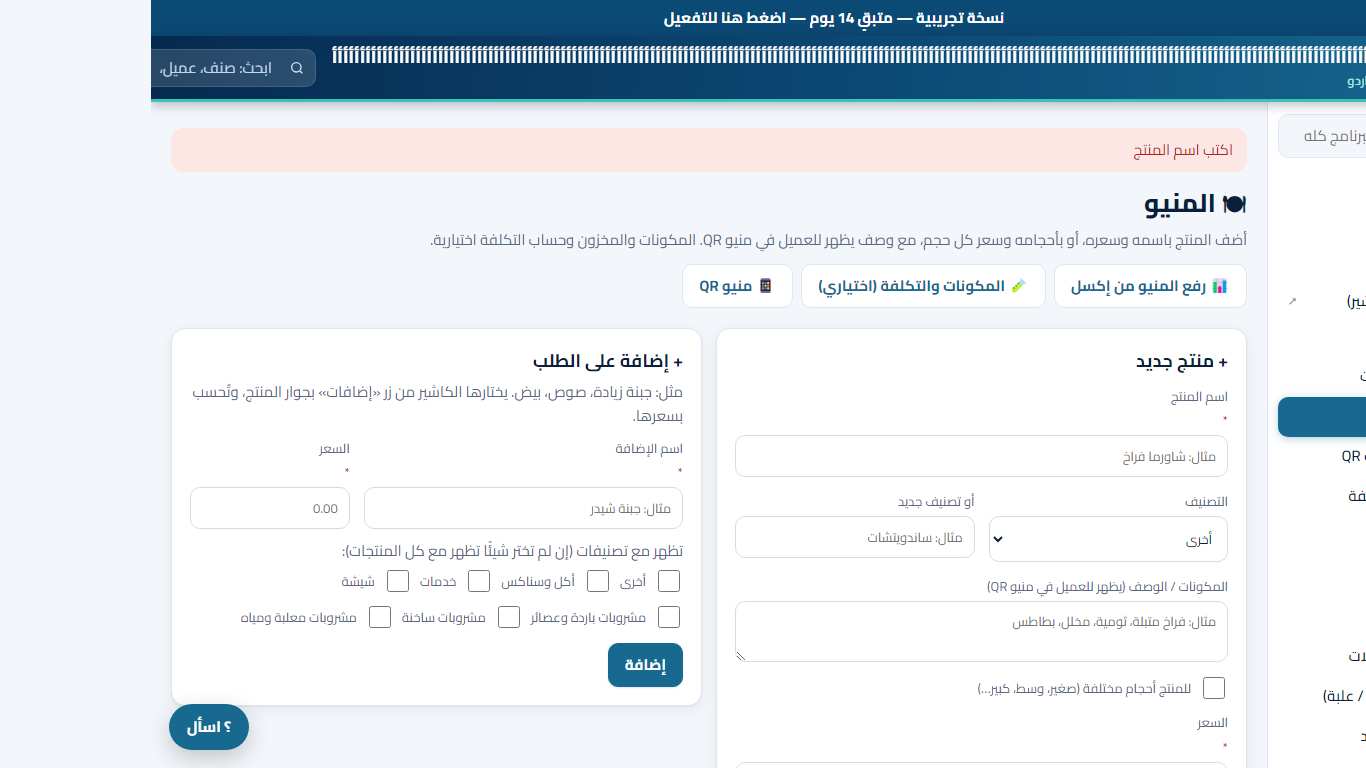 نسخة تجريبية — متبقٍ 14 يوم — اضغط هنا للتفعيل
ابحث: صنف، عميل،
اكتب اسم المنتج
المنيو
أضف المنتج باسمه وسعره، أو بأحجامه وسعر كل حجم، مع وصف يظهر للعميل في منيو QR. المكونات والمخزون وحساب التكلفة اختيارية.
رفع المنيو من إكسل
المكونات والتكلفة (اختياري)
منيو QR
+ منتج جديد
اسم المنتج
*
مثال: شاورما فراخ
التصنيف
أو تصنيف جديد
أخرى
مثال: ساندويتشات
المكونات / الوصف (يظهر للعميل في منيو QR)
مثال: فراخ متبلة، تومية، مخلل، بطاطس
للمنتج أحجام مختلفة (صغير، وسط، كبير...)
السعر
*
+ إضافة على الطلب
مثل: جبنة زيادة، صوص، بيض. يختارها الكاشير من زر «إضافات» بجوار المنتج، وتُحسب
بسعرها.
اسم الإضافة
*
السعر
*
مثال: جبنة شيدر
0.00
تظهر مع تصنيفات (إن لم تختر شيئًا تظهر مع كل المنتجات):
أخرى
أكل وسناكس
خدمات
شيشة
مشروبات باردة وعصائر
مشروبات ساخنة
مشروبات معلبة ومياه
إضافة
؟ اسأل